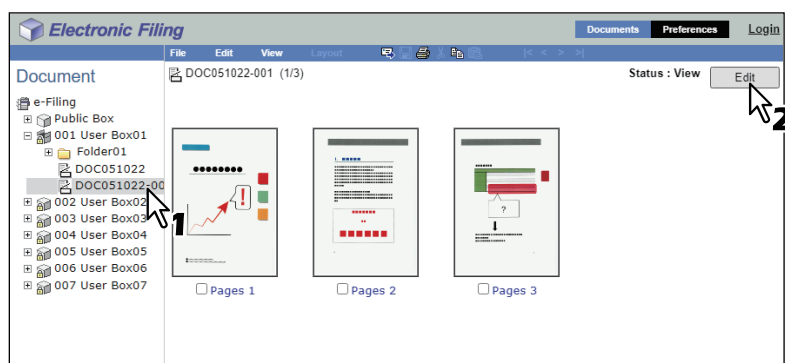 Electronic Filing
Documents Preferences Login
File Edit View Layout |< < > >|
Document
DOC051022-001 (1/3)
Status : View Edit
2
e-Filing
Public Box
001 User Box01
Folder01
DOC051022
DOC051022-00
1
002 User Box02
003 User Box03
004 User Box04
005 User Box05
006 User Box06
007 User Box07
!
1.
?
Pages 1 Pages 2 Pages 3